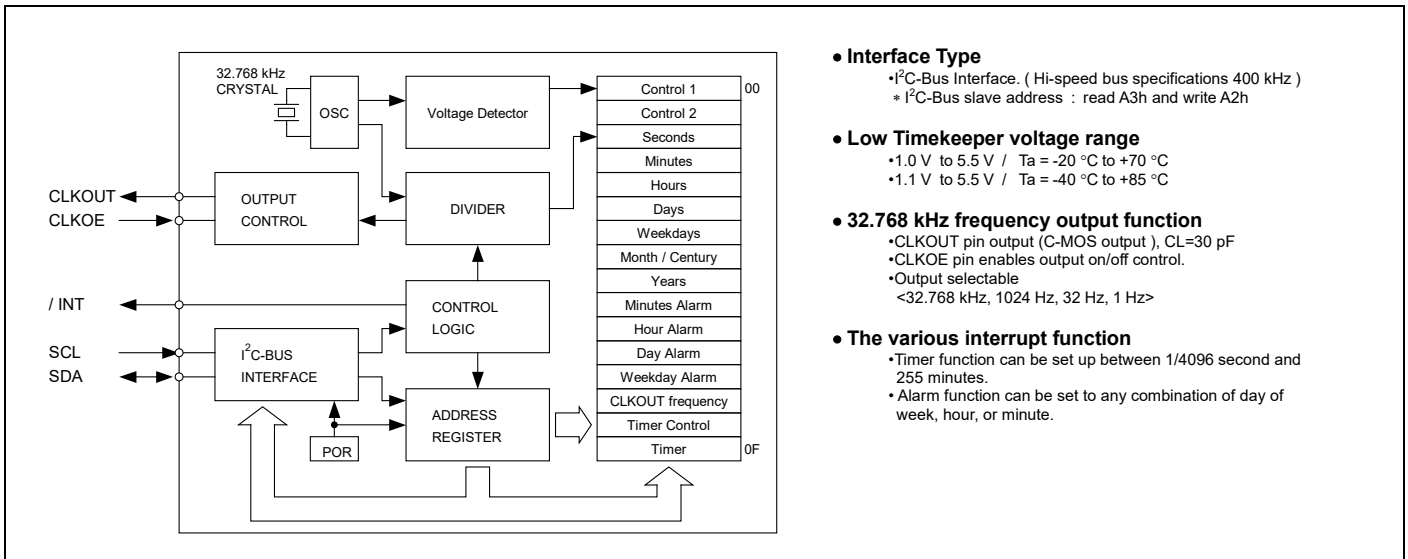 32.768 kHz
CRYSTAL
OSC
Voltage Detector
CLKOUT
CLKOE
OUTPUT
CONTROL
DIVIDER
/ INT
CONTROL
LOGIC
SCL
SDA
I²C-BUS
INTERFACE
ADDRESS
REGISTER
POR
Control 1
00
Control 2
Seconds
Minutes
Hours
Days
Weekdays
Month / Century
Years
Minutes Alarm
Hour Alarm
Day Alarm
Weekday Alarm
CLKOUT frequency
Timer Control
Timer
0F
● Interface Type
•I²C-Bus Interface. ( Hi-speed bus specifications 400 kHz )
∗ I²C-Bus slave address : read A3h and write A2h
● Low Timekeeper voltage range
•1.0 V to 5.5 V / Ta = -20 °C to +70 °C
•1.1 V to 5.5 V / Ta = -40 °C to +85 °C
● 32.768 kHz frequency output function
•CLKOUT pin output (C-MOS output ), CL=30 pF
•CLKOE pin enables output on/off control.
•Output selectable
<32.768 kHz, 1024 Hz, 32 Hz, 1 Hz>
● The various interrupt function
•Timer function can be set up between 1/4096 second and
255 minutes.
• Alarm function can be set to any combination of day of
week, hour, or minute.